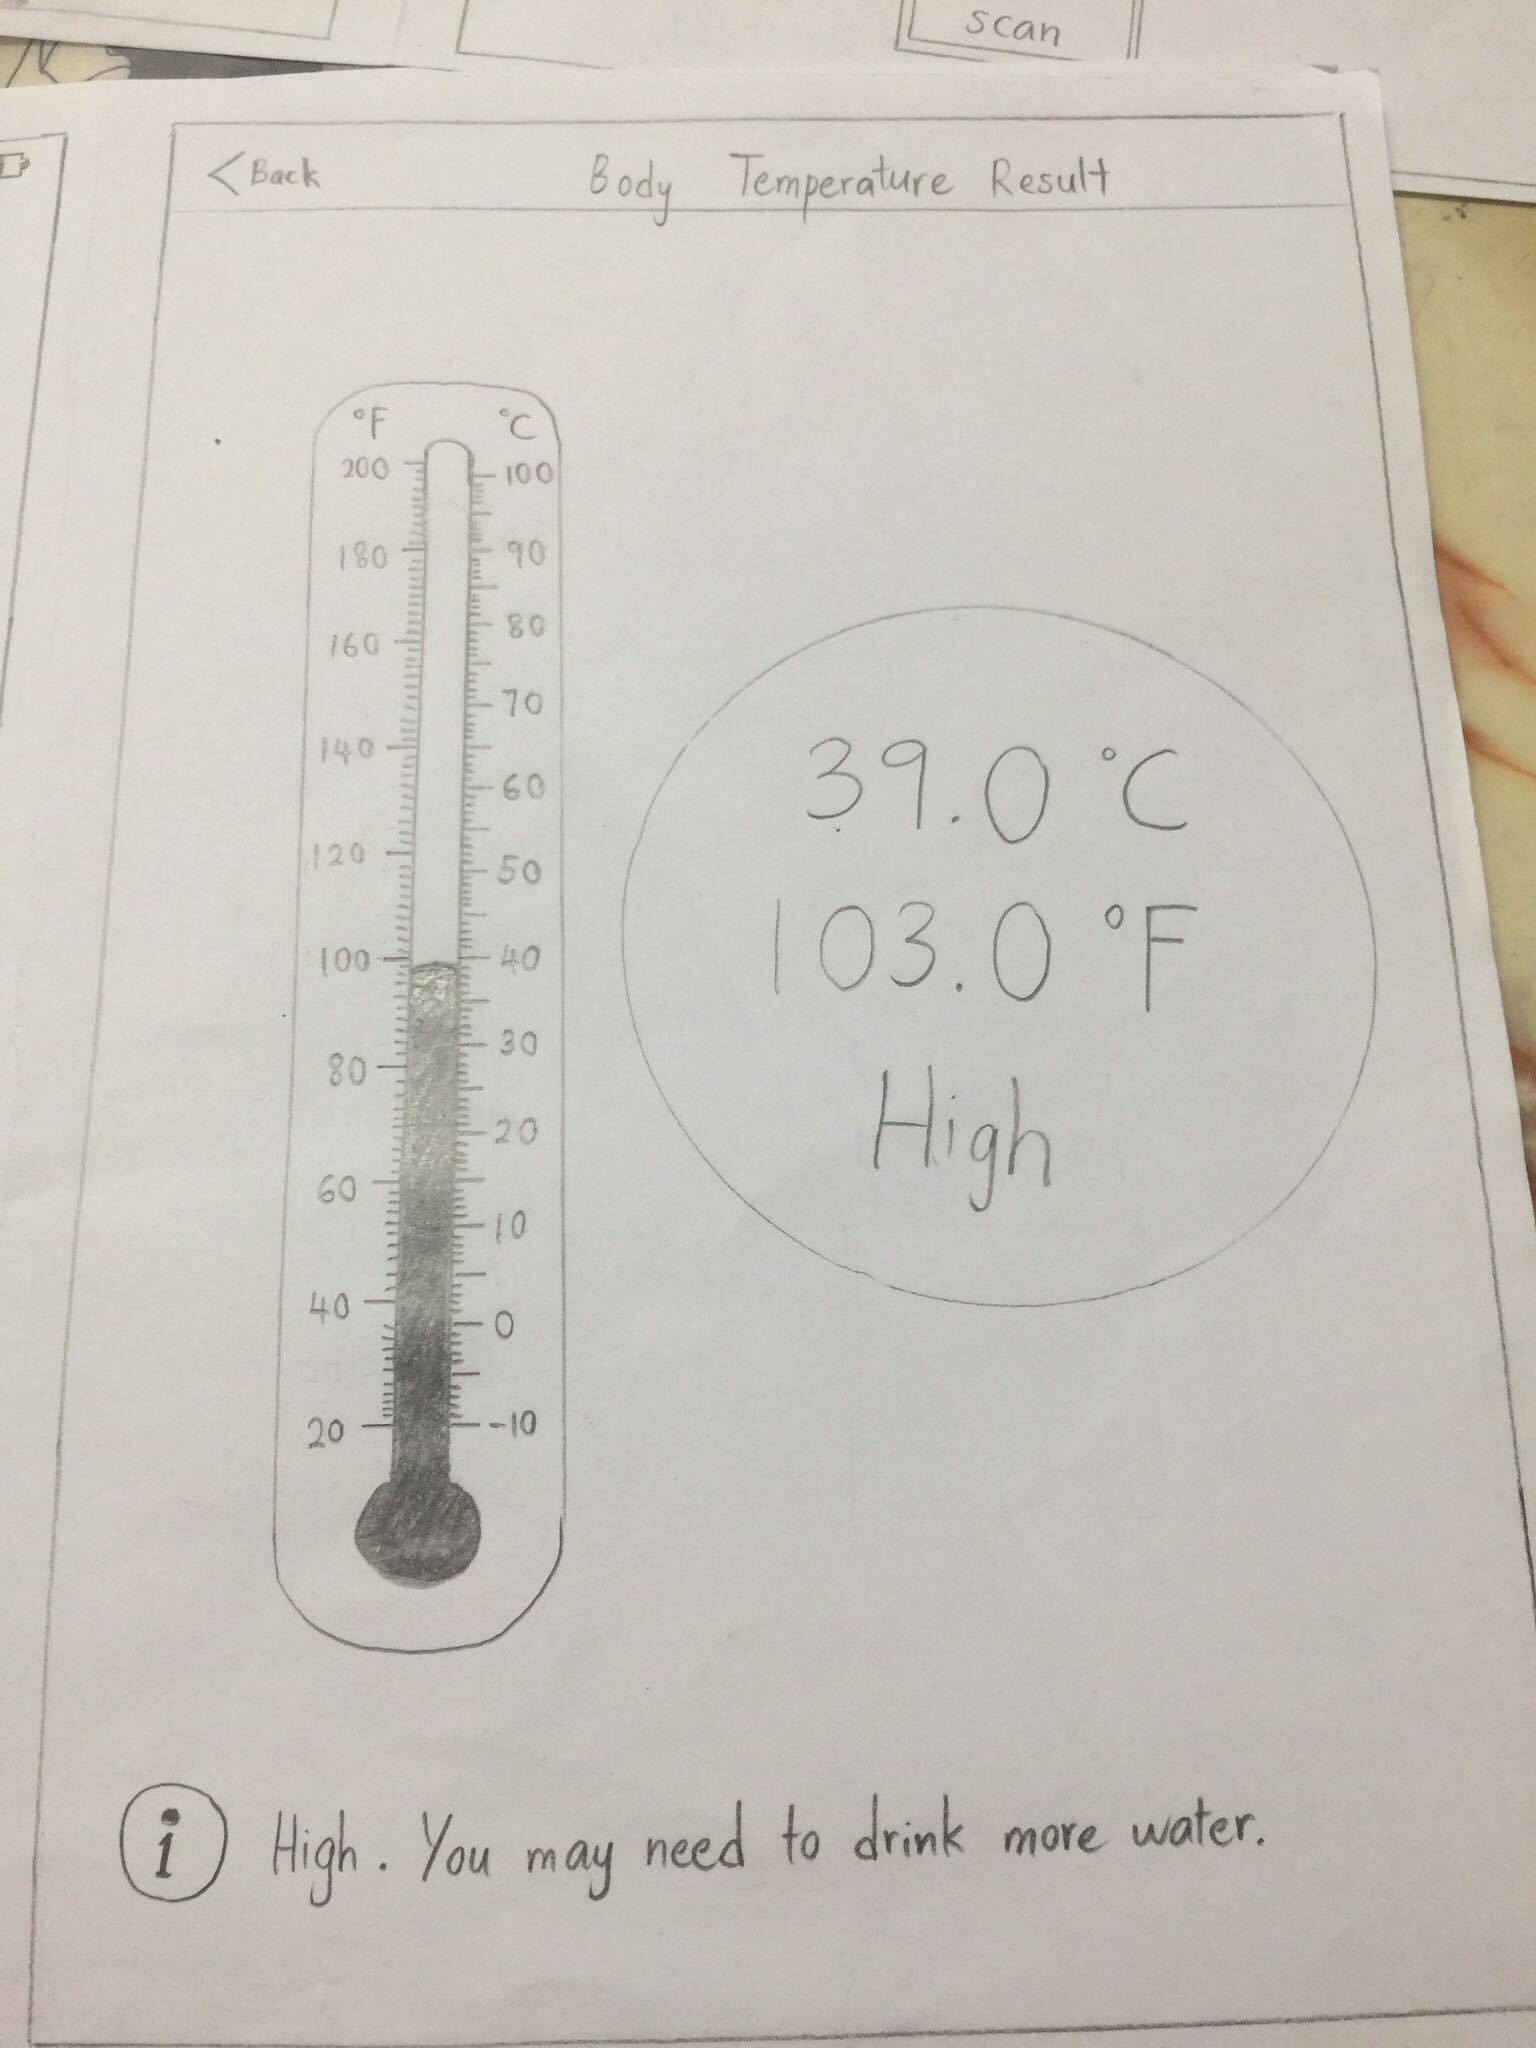 scan
< Back Body Temperature Result
°F °C
200 100
180 90
160 80
70
140
60
120 50
100 40
80 30
20
60
10
40 0
20 -10
39.0 °C
103.0 °F
High
i High. You may need to drink more water.